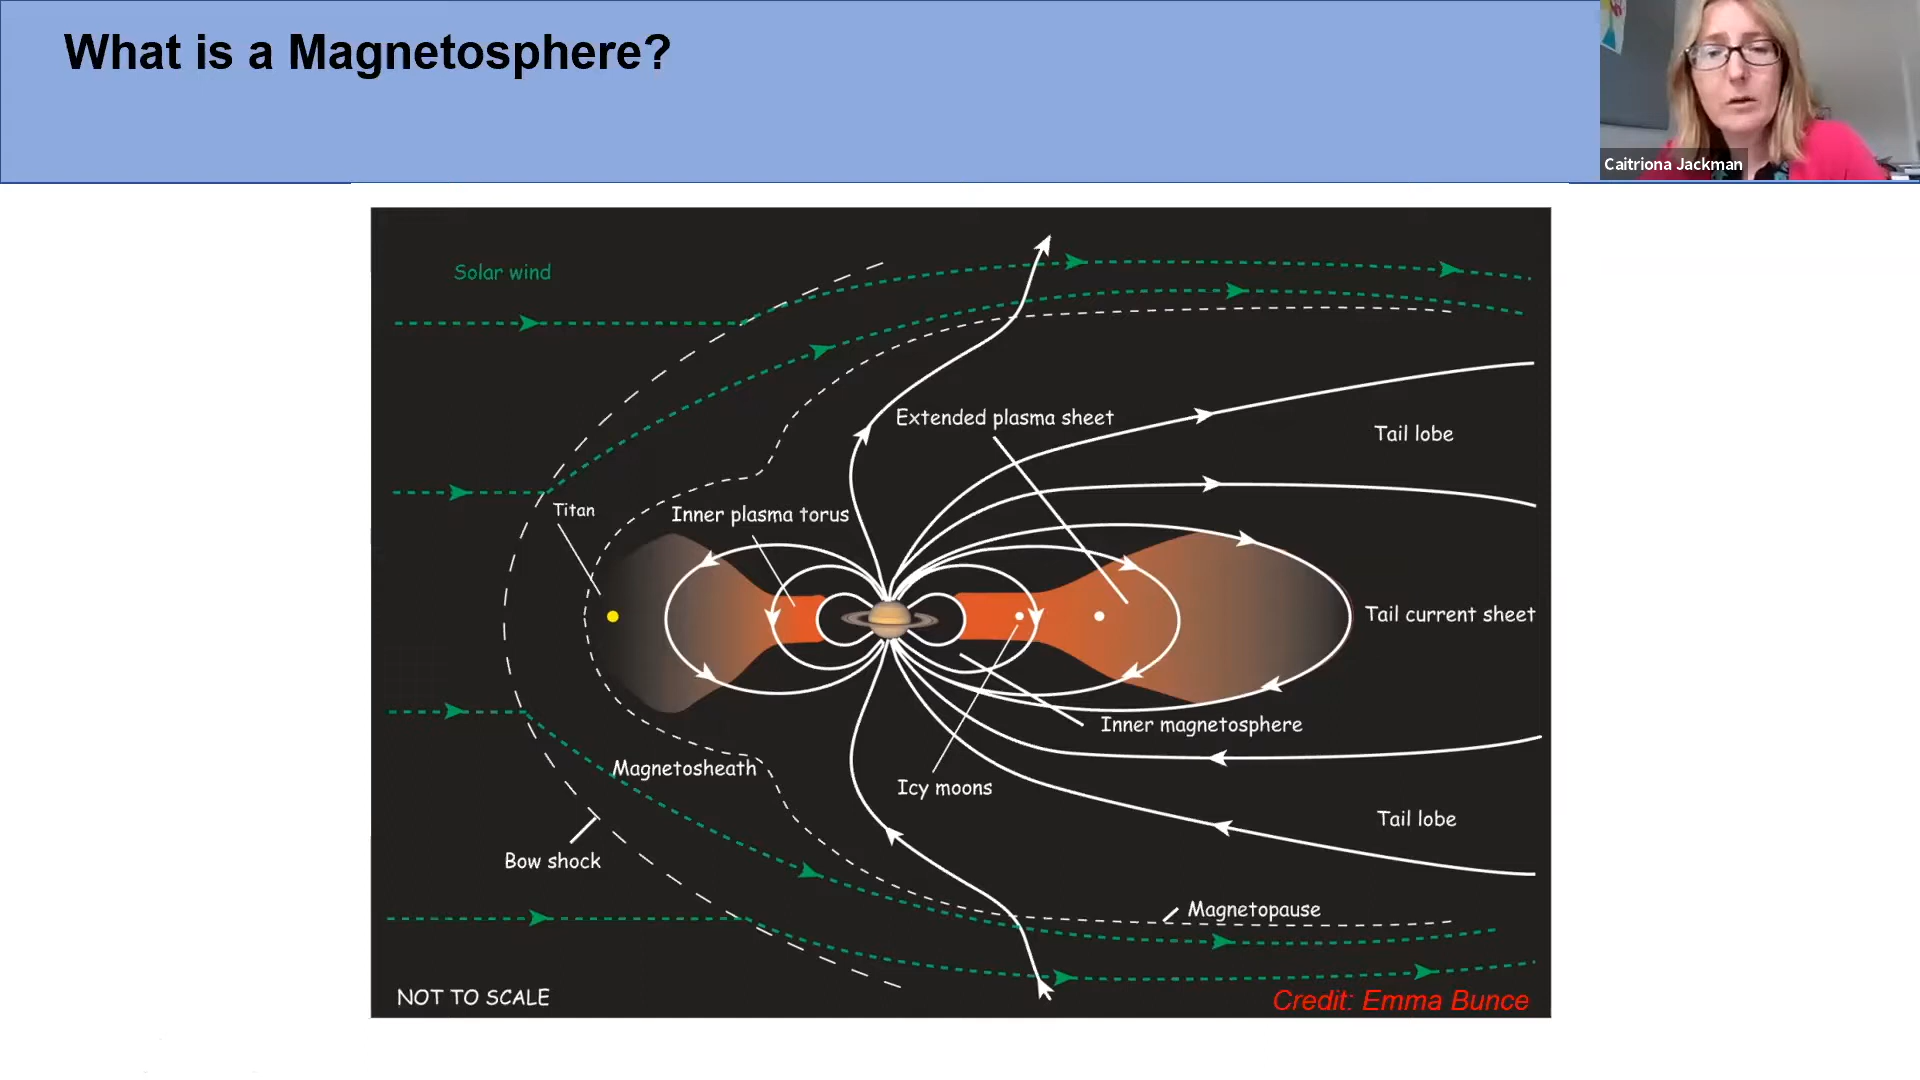 What is a Magnetosphere?
Caitriona Jackman
Solar wind
Extended plasma sheet
Tail lobe
Titan
Inner plasma torus
Tail current sheet
Inner magnetosphere
Magnetosheath
Icy moons
Tail lobe
Bow shock
Magnetopause
NOT TO SCALE
Credit: Emma Bunce